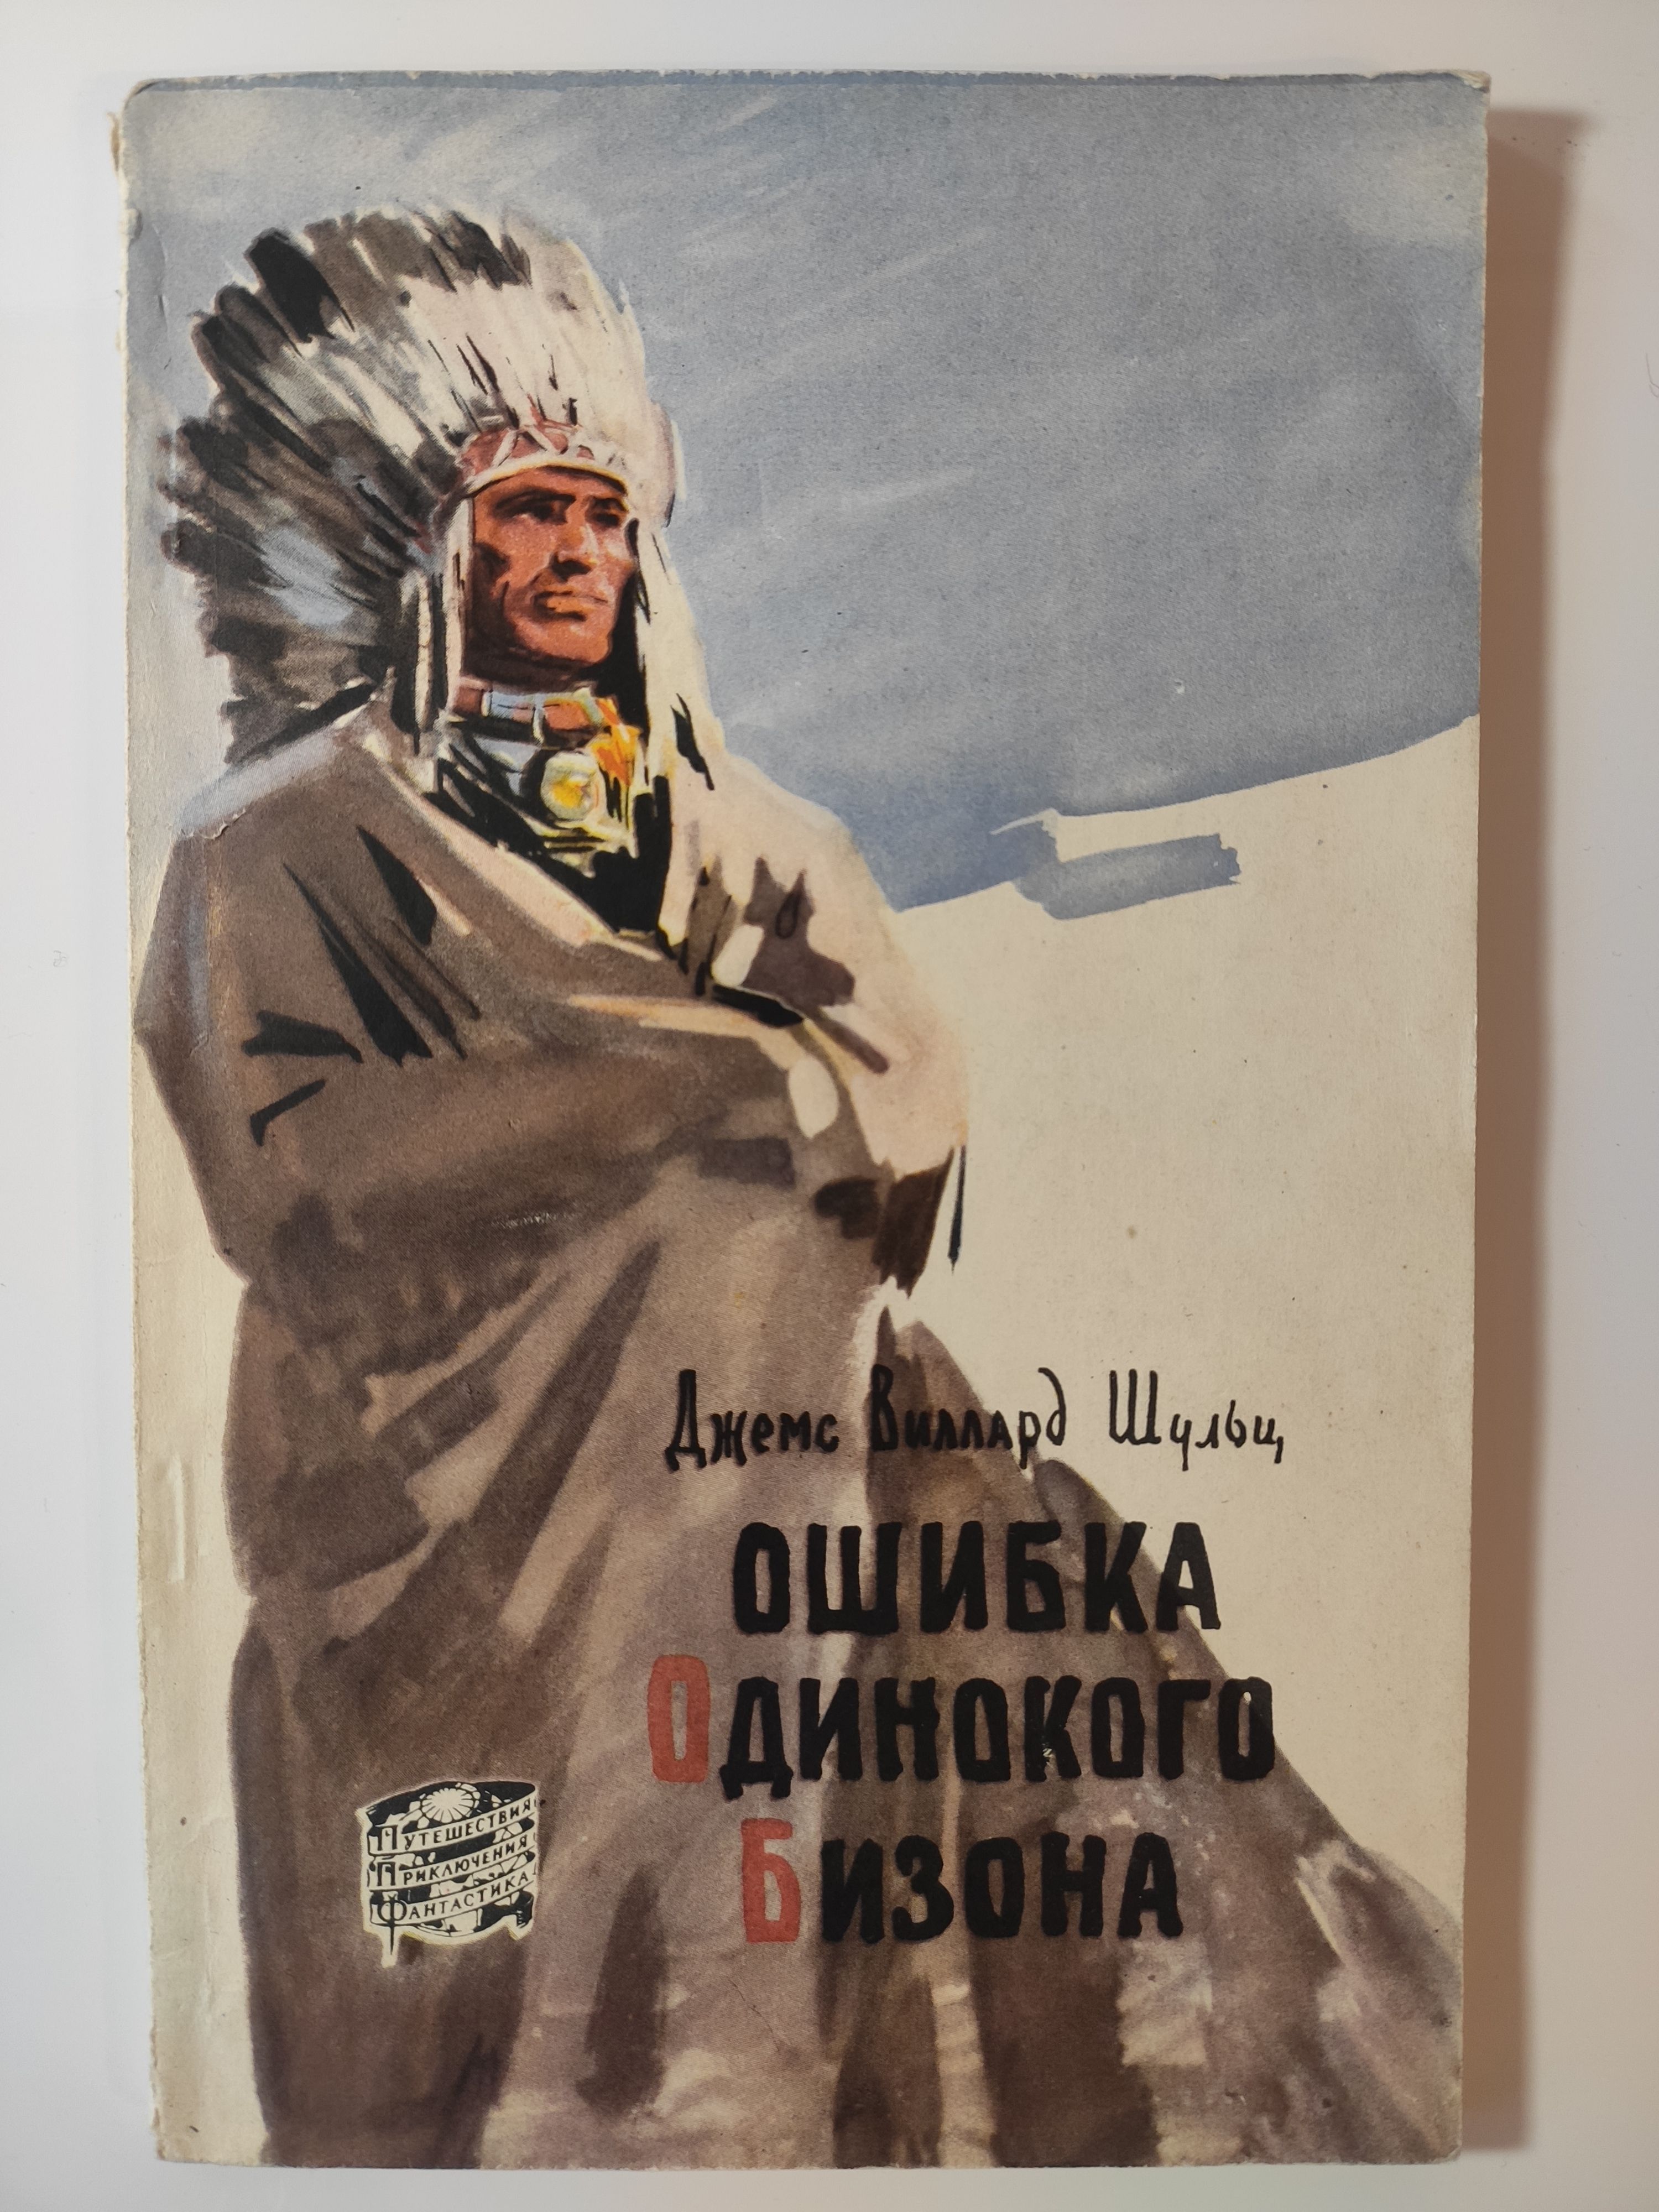 Джемс Виллард Шульц
ОШИБКА
ОДИНОКОГО
БИЗОНА
ПУТЕШЕСТВИЯ
ПРИКЛЮЧЕНИЯ
ФАНТАСТИКА